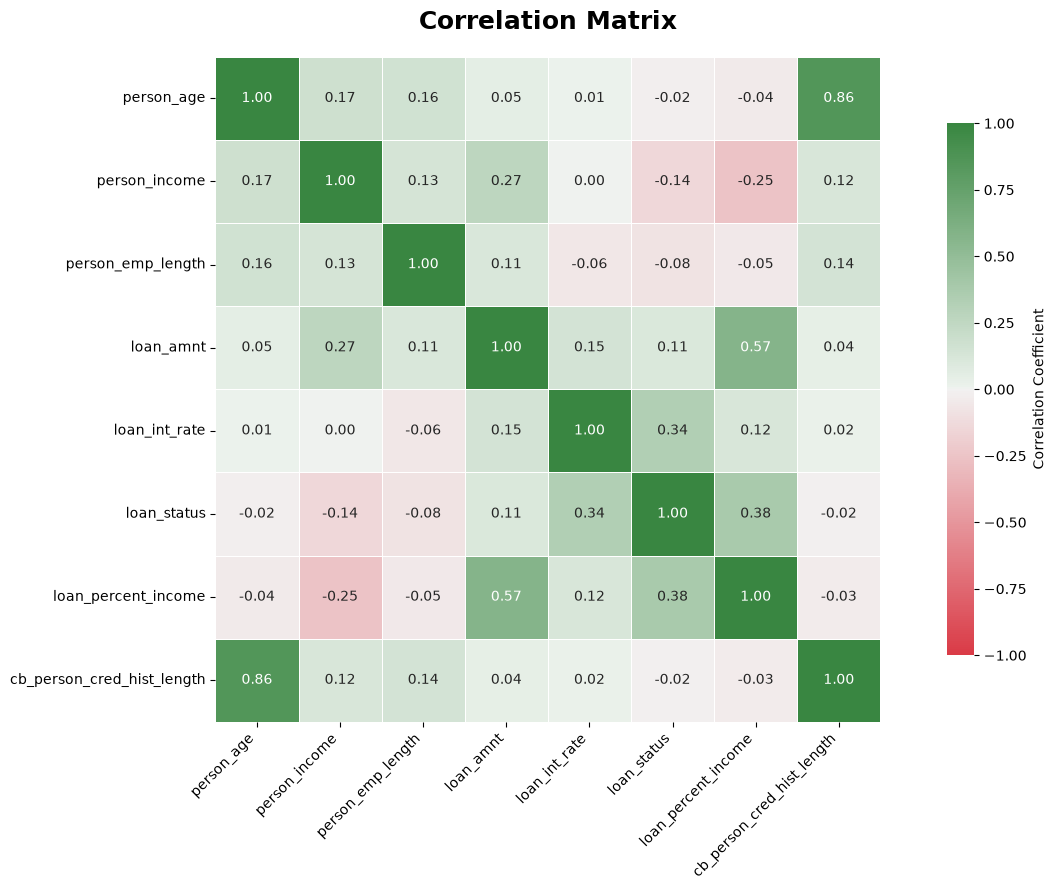 Correlation Matrix
person_age 1.00 0.17 0.16 0.05 0.01 -0.02 -0.04 0.86
person_income 0.17 1.00 0.13 0.27 0.00 -0.14 -0.25 0.12
person_emp_length 0.16 0.13 1.00 0.11 -0.06 -0.08 -0.05 0.14
loan_amnt 0.05 0.27 0.11 1.00 0.15 0.11 0.57 0.04
loan_int_rate 0.01 0.00 -0.06 0.15 1.00 0.34 0.12 0.02
loan_status -0.02 -0.14 -0.08 0.11 0.34 1.00 0.38 -0.02
loan_percent_income -0.04 -0.25 -0.05 0.57 0.12 0.38 1.00 -0.03
cb_person_cred_hist_length 0.86 0.12 0.14 0.04 0.02 -0.02 -0.03 1.00
person_age
person_income
person_emp_length
loan_amnt
loan_int_rate
loan_status
loan_percent_income
cb_person_cred_hist_length
1.00
0.75
0.50
0.25
0.00
−0.25
−0.50
−0.75
−1.00
Correlation Coefficient